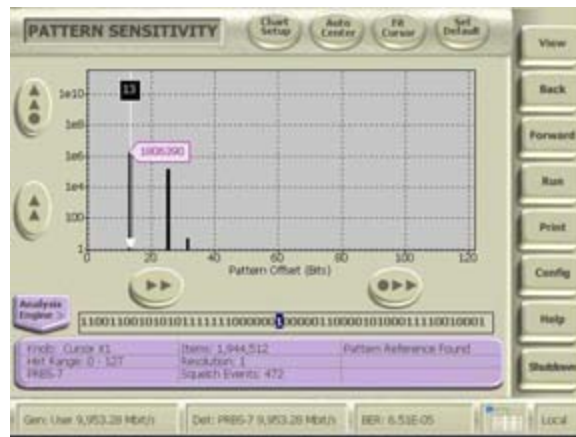 PATTERN SENSITIVITY
Chart Setup
Auto Center
Fit Cursor
Set Default
View
Back
Forward
Run
Print
Config
Help
Shutdown
1e10
1e8
1e6
1e4
100
1
13
1806390
0 20 40 60 80 100 120
Pattern Offset (Bits)
Analysis Engine >
Knob: Cursor X1
Hit Range: 0 - 127
PRBS-7
Items: 1,944,512
Resolution: 1
Squelch Events: 472
Pattern Reference Found
Gen: User 9,953.28 Mbit/s
Det: PRBS-7 9,953.28 Mbit/s
BER: 6.51E-05
Local